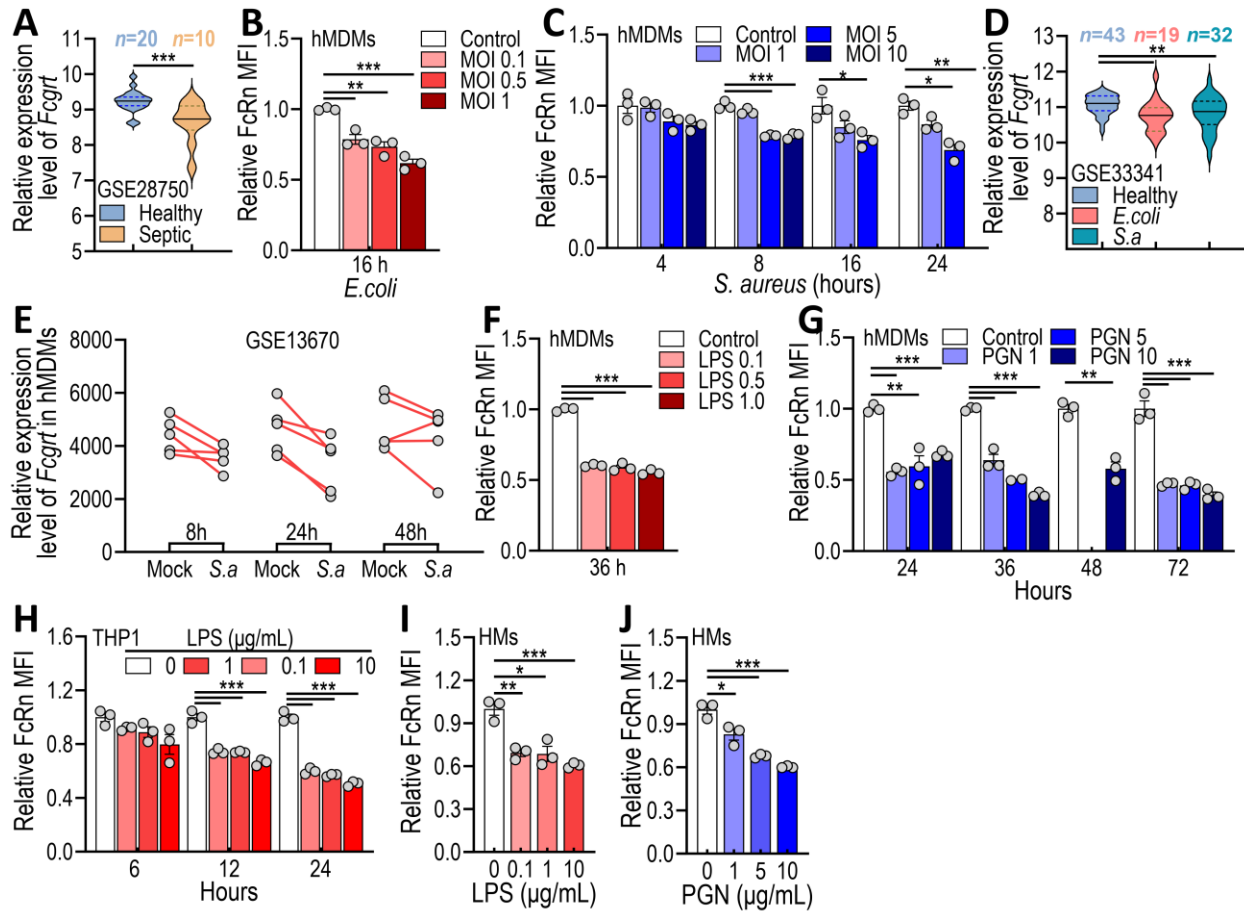 A
Relative expression
level of Fcgrt
11
10
9
8
7
6
5
n=20 n=10
***
GSE28750
Healthy
Septic
B
Relative FcRn MFI
hMDMs
1.5
1.0
0.5
0.0
***
**
**
Control
MOI 0.1
MOI 0.5
MOI 1
16 h
E.coli
C
Relative FcRn MFI
hMDMs
1.5
1.0
0.5
0.0
Control
MOI 1
MOI 5
MOI 10
***
*
**
*
4 8 16 24
S. aureus (hours)
D
Relative expression
level of Fcgrt
13
12
11
10
9
8
7
n=43 n=19 n=32
**
GSE33341
Healthy
E.coli
S.a
E
Relative expression
level of Fcgrt in hMDMs
8000
6000
4000
2000
0
GSE13670
8h 24h 48h
Mock S.a Mock S.a Mock S.a
F
Relative FcRn MFI
hMDMs
1.5
1.0
0.5
0.0
***
Control
LPS 0.1
LPS 0.5
LPS 1.0
36 h
G
Relative FcRn MFI
hMDMs
1.5
1.0
0.5
0.0
Control
PGN 1
PGN 5
PGN 10
***
**
***
**
***
24 36 48 72
Hours
H
Relative FcRn MFI
THP1 LPS (µg/mL)
0 1 0.1 10
1.6
1.2
0.8
0.4
0.0
***
***
6 12 24
Hours
I
Relative FcRn MFI
HMs
1.5
1.2
0.9
0.6
0.3
0.0
***
*
**
0 0.1 1 10
LPS (µg/mL)
J
Relative FcRn MFI
HMs
1.5
1.2
0.9
0.6
0.3
0.0
***
*
0 1 5 10
PGN (µg/mL)